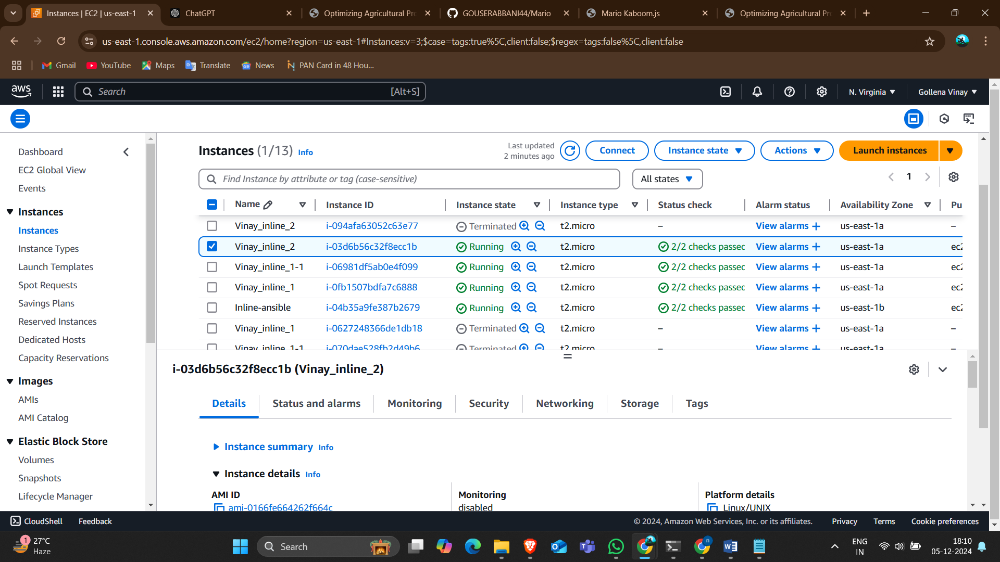 Instances | EC2 | us-east-1
ChatGPT
Optimizing Agricultural Pro
GOUSERABBANI44/Mario
Mario Kaboom.js
Optimizing Agricultural Pro
us-east-1.console.aws.amazon.com/ec2/home?region=us-east-1#Instances:v=3;$case=tags:true%5C,client:false;$regex=tags:false%5C,client:false
Gmail
YouTube
Maps
Translate
News
PAN Card in 48 Hou...
aws
Search
[Alt+S]
N. Virginia
Gollena Vinay
Dashboard
EC2 Global View
Events
Instances
Instances
Instance Types
Launch Templates
Spot Requests
Savings Plans
Reserved Instances
Dedicated Hosts
Capacity Reservations
Images
AMIs
AMI Catalog
Elastic Block Store
Volumes
Snapshots
Lifecycle Manager
Instances (1/13) Info
Last updated
2 minutes ago
Connect
Instance state
Actions
Launch instances
Find Instance by attribute or tag (case-sensitive)
All states
1
Name Instance ID Instance state Instance type Status check Alarm status Availability Zone Pu
Vinay_inline_2 i-094afa63052c63e77 Terminated t2.micro – View alarms + us-east-1a –
Vinay_inline_2 i-03d6b56c32f8ecc1b Running t2.micro 2/2 checks passec View alarms + us-east-1a ec2
Vinay_inline_1-1 i-06981df5ab0e4f099 Running t2.micro 2/2 checks passec View alarms + us-east-1a ec2
Vinay_inline_1 i-0fb1507bdfa7c6888 Running t2.micro 2/2 checks passec View alarms + us-east-1a ec2
Inline-ansible i-04b35a9fe387b2679 Running t2.micro 2/2 checks passec View alarms + us-east-1b ec2
Vinay_inline_1 i-0627248366de1db18 Terminated t2.micro – View alarms + us-east-1a –
Vinay_inline_1-1 i-070dae528fb2d49b6 Terminated t2.micro – View alarms + us-east-1a –
i-03d6b56c32f8ecc1b (Vinay_inline_2)
Details
Status and alarms
Monitoring
Security
Networking
Storage
Tags
Instance summary Info
Instance details Info
AMI ID
ami-0166fe664262f664c
Monitoring
disabled
Platform details
Linux/UNIX
CloudShell
Feedback
© 2024, Amazon Web Services, Inc. or its affiliates.
Privacy
Terms
Cookie preferences
1
27°C
Haze
Search
n
ENG
IN
18:10
05-12-2024